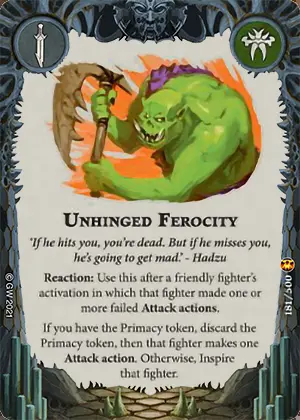 UNHINGED FEROCITY
'If he hits you, you're dead. But if he misses you,
he's going to get mad.' - Hadzu
Reaction: Use this after a friendly fighter's
activation in which that fighter made one or
more failed Attack actions.
If you have the Primacy token, discard the
Primacy token, then that fighter makes one
Attack action. Otherwise, Inspire
that fighter.
© GW 2021
181/500